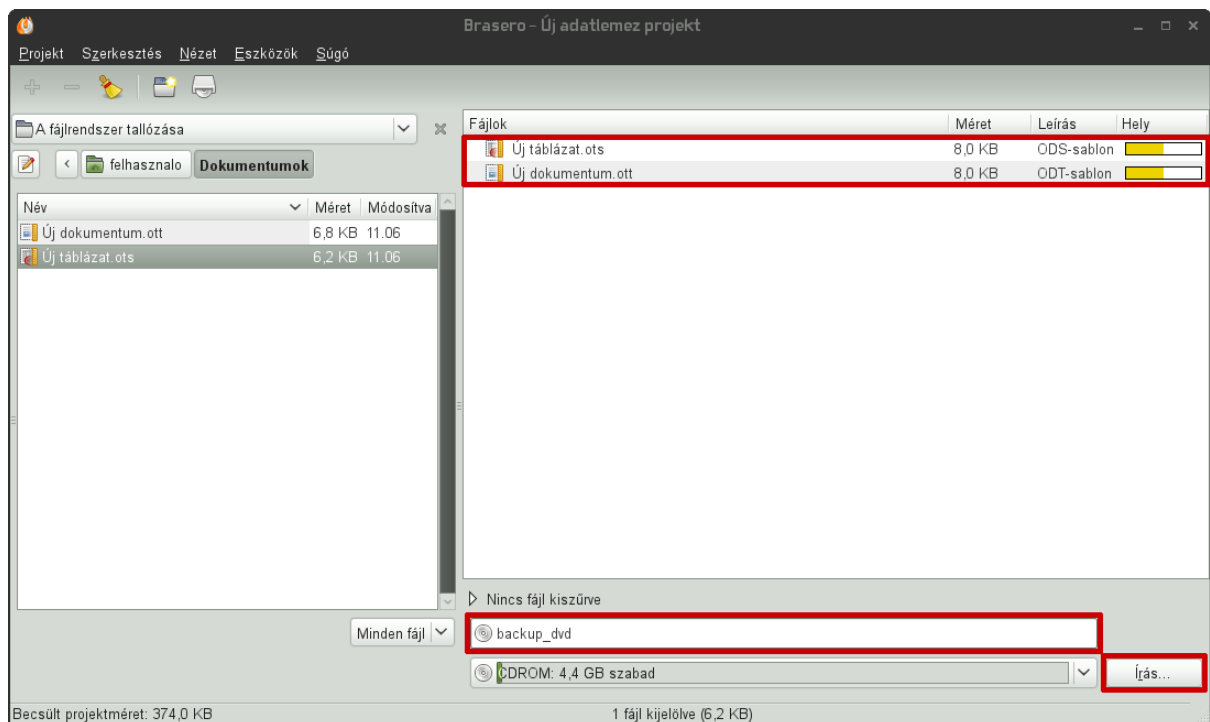 Brasero - Új adatlemez projekt
Projekt Szerkesztés Nézet Eszközök Súgó
A fájlrendszer tallózása
felhasznalo Dokumentumok
Név Méret Módosítva
Új dokumentum.ott 6,8 KB 11.06
Új táblázat.ots 6,2 KB 11.06
Minden fájl
Fájlok Méret Leírás Hely
Új táblázat.ots 8,0 KB ODS-sablon
Új dokumentum.ott 8,0 KB ODT-sablon
Nincs fájl kiszűrve
backup_dvd
CDROM: 4,4 GB szabad
Írás...
Becsült projektméret: 374,0 KB 1 fájl kijelölve (6,2 KB)